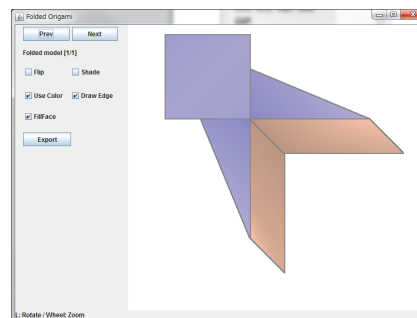 Folded Origami
Prev Next
Folded model [1/1]
Flip Shade
Use Color Draw Edge
FillFace
Export
L: Rotate / Wheel: Zoom